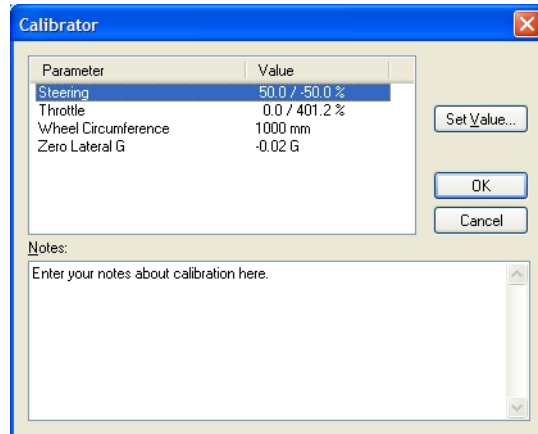 Calibrator
Parameter Value
Steering 50.0 / -50.0 %
Throttle 0.0 / 401.2 %
Wheel Circumference 1000 mm
Zero Lateral G -0.02 G
Set Value...
OK
Cancel
Notes:
Enter your notes about calibration here.